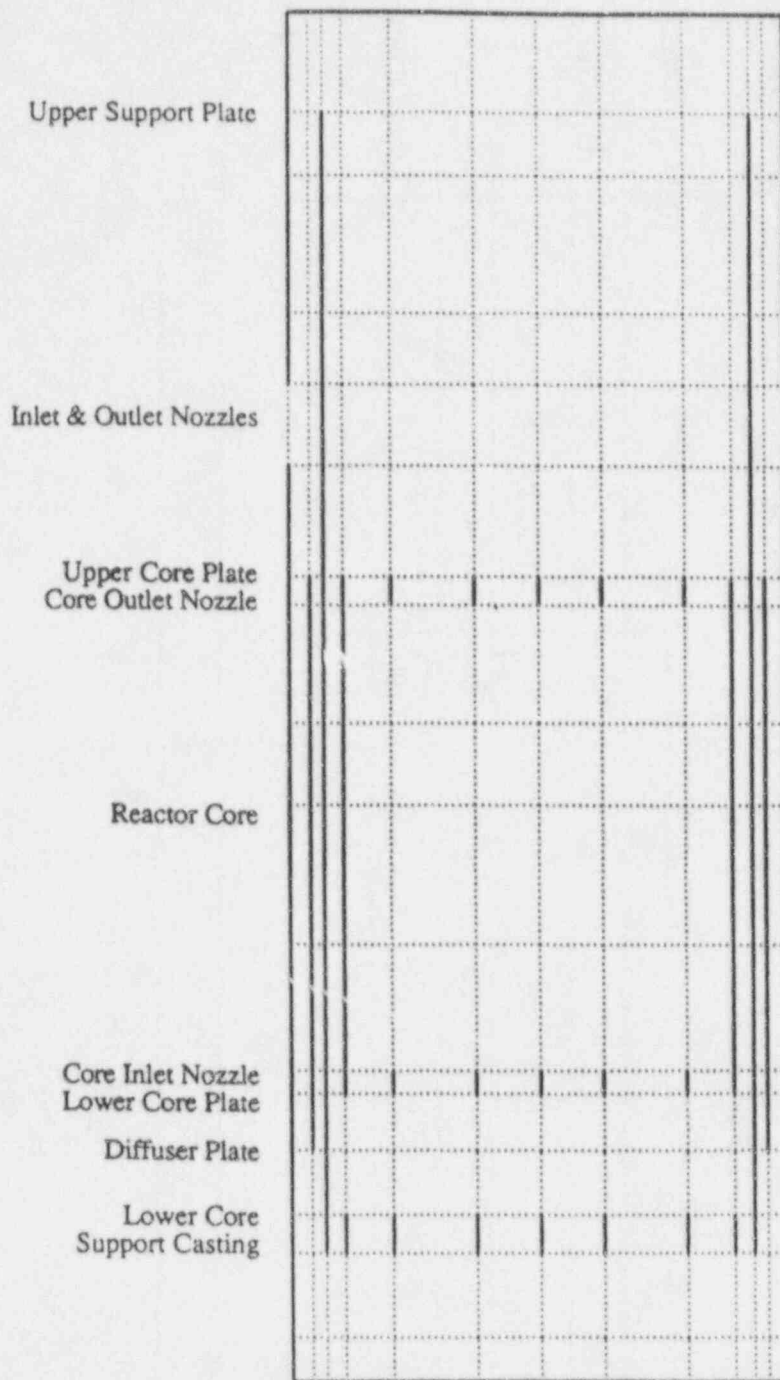 Upper Support Plate
Inlet & Outlet Nozzles
Upper Core Plate
Core Outlet Nozzle
Reactor Core
Core Inlet Nozzle
Lower Core Plate
Diffuser Plate
Lower Core
Support Casting